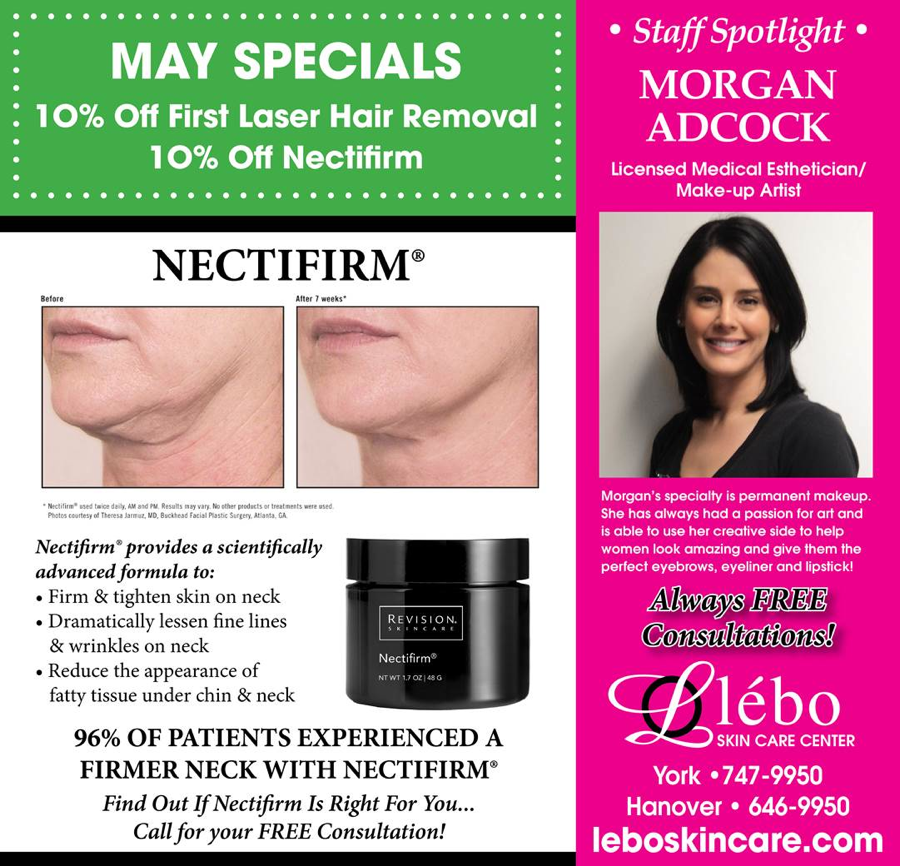 MAY SPECIALS
10% Off First Laser Hair Removal
10% Off Nectifirm
NECTIFIRM®
Before
After 7 weeks*
* Nectifirm® used twice daily, AM and PM. Results may vary. No other products or treatments were used.
Photos courtesy of Theresa Jarmuz, MD, Buckhead Facial Plastic Surgery, Atlanta, GA.
Nectifirm® provides a scientifically
advanced formula to:
• Firm & tighten skin on neck
• Dramatically lessen fine lines
& wrinkles on neck
• Reduce the appearance of
fatty tissue under chin & neck
REVISION.
SKINCARE
Nectifirm®
NT WT 1.7 OZ | 48 G
96% OF PATIENTS EXPERIENCED A
FIRMER NECK WITH NECTIFIRM®
Find Out If Nectifirm Is Right For You...
Call for your FREE Consultation!
• Staff Spotlight •
MORGAN
ADCOCK
Licensed Medical Esthetician/
Make-up Artist
Morgan's specialty is permanent makeup.
She has always had a passion for art and
is able to use her creative side to help
women look amazing and give them the
perfect eyebrows, eyeliner and lipstick!
Always FREE
Consultations!
L lébo
SKIN CARE CENTER
York •747-9950
Hanover • 646-9950
leboskincare.com